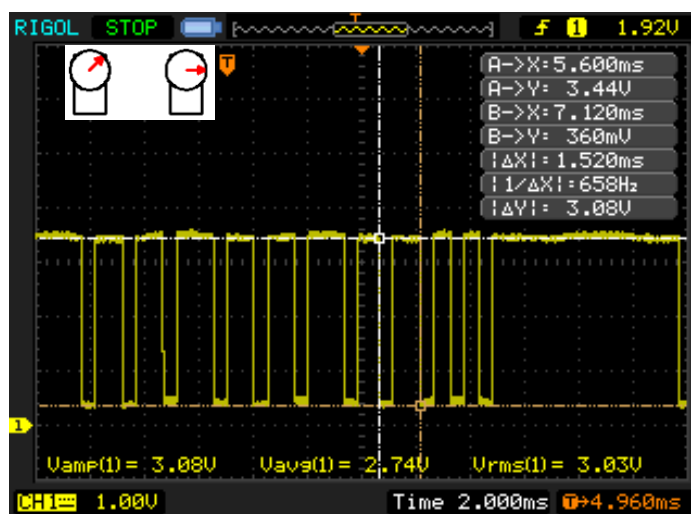 RIGOL STOP T f 1 1.92V
T
A->X:5.600ms
A->Y: 3.44V
B->X:7.120ms
B->Y: 360mV
|ΔX|:1.520ms
|1/ΔX|:658Hz
|ΔY|: 3.08V
1
Vamp(1)= 3.08V Vavg(1)= 2.74V Vrms(1)= 3.03V
CH1 1.00V Time 2.000ms T→4.960ms